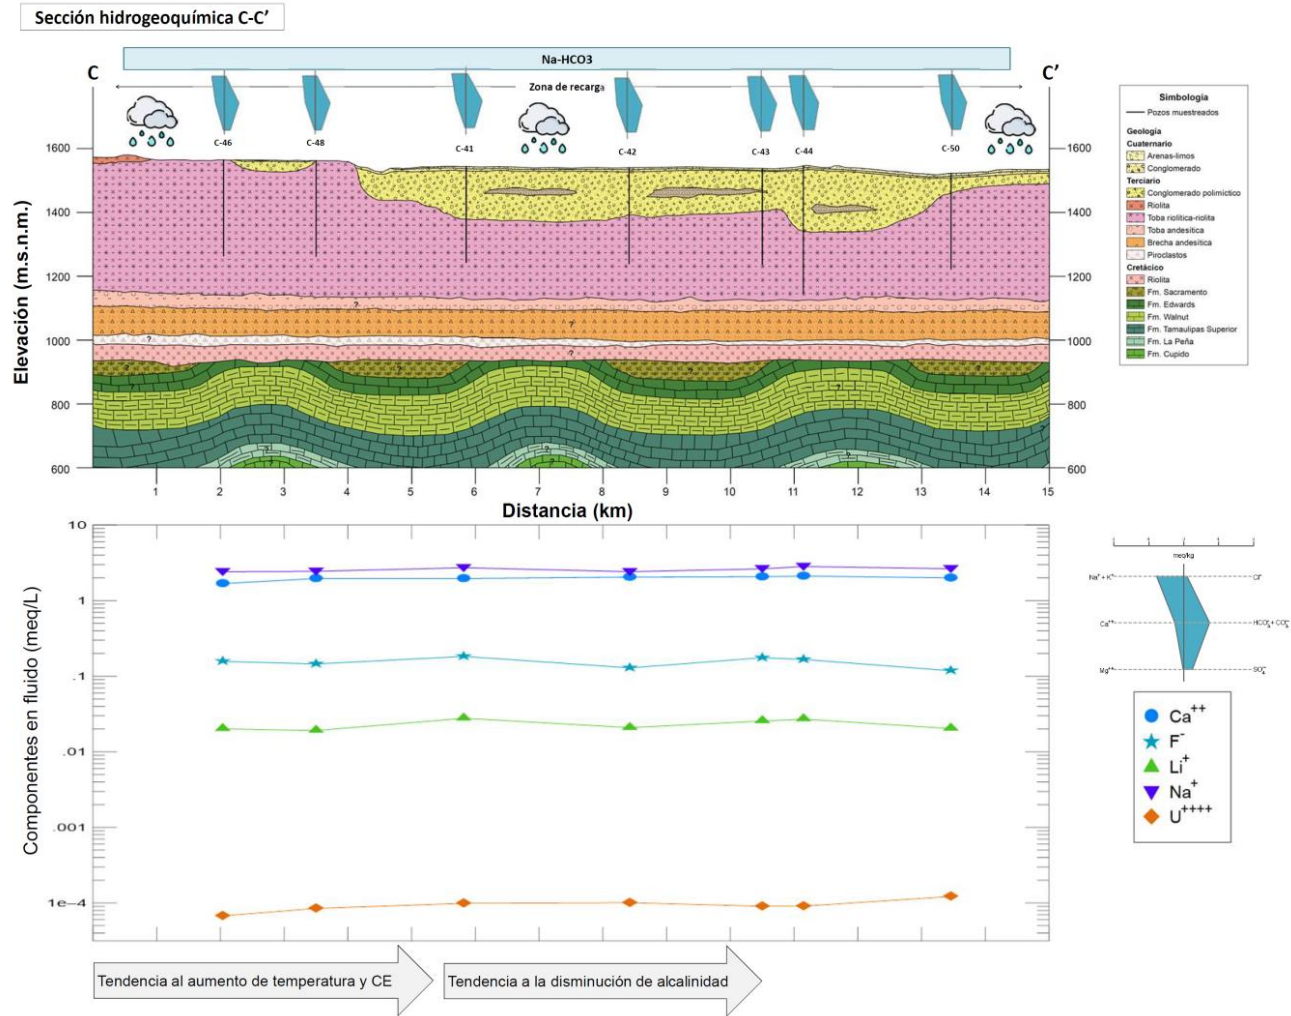 Sección hidrogeoquímica C-C’
Na-HCO3
C
C’
Zona de recarga
C-46
C-48
C-41
C-42
C-43
C-44
C-50
Elevación (m.s.n.m.)
1600
1400
1200
1000
800
600
1600
1400
1200
1000
800
600
?
?
?
?
?
?
?
?
?
?
?
?
?
?
1 2 3 4 5 6 7 8 9 10 11 12 13 14 15
Distancia (km)
Simbología
Pozos muestreados
Geología
Cuaternario
Arenas-limos
Conglomerado
Terciario
Conglomerado polimíctico
Riolita
Toba riolítica-riolita
Toba andesítica
Brecha andesítica
Piroclastos
Cretácico
Riolita
Fm. Sacramento
Fm. Edwards
Fm. Walnut
Fm. Tamaulipas Superior
Fm. La Peña
Fm. Cupido
Componentes en fluido (meq/L)
10
1
.1
.01
.001
1e−4
meq/kg
Na⁺ + K⁺
Cl⁻
Ca⁺⁺
HCO₃⁻ + CO₃⁻⁻
Mg⁺⁺
SO₄⁻⁻
Ca⁺⁺
F⁻
Li⁺
Na⁺
U⁺⁺⁺⁺
Tendencia al aumento de temperatura y CE
Tendencia a la disminución de alcalinidad